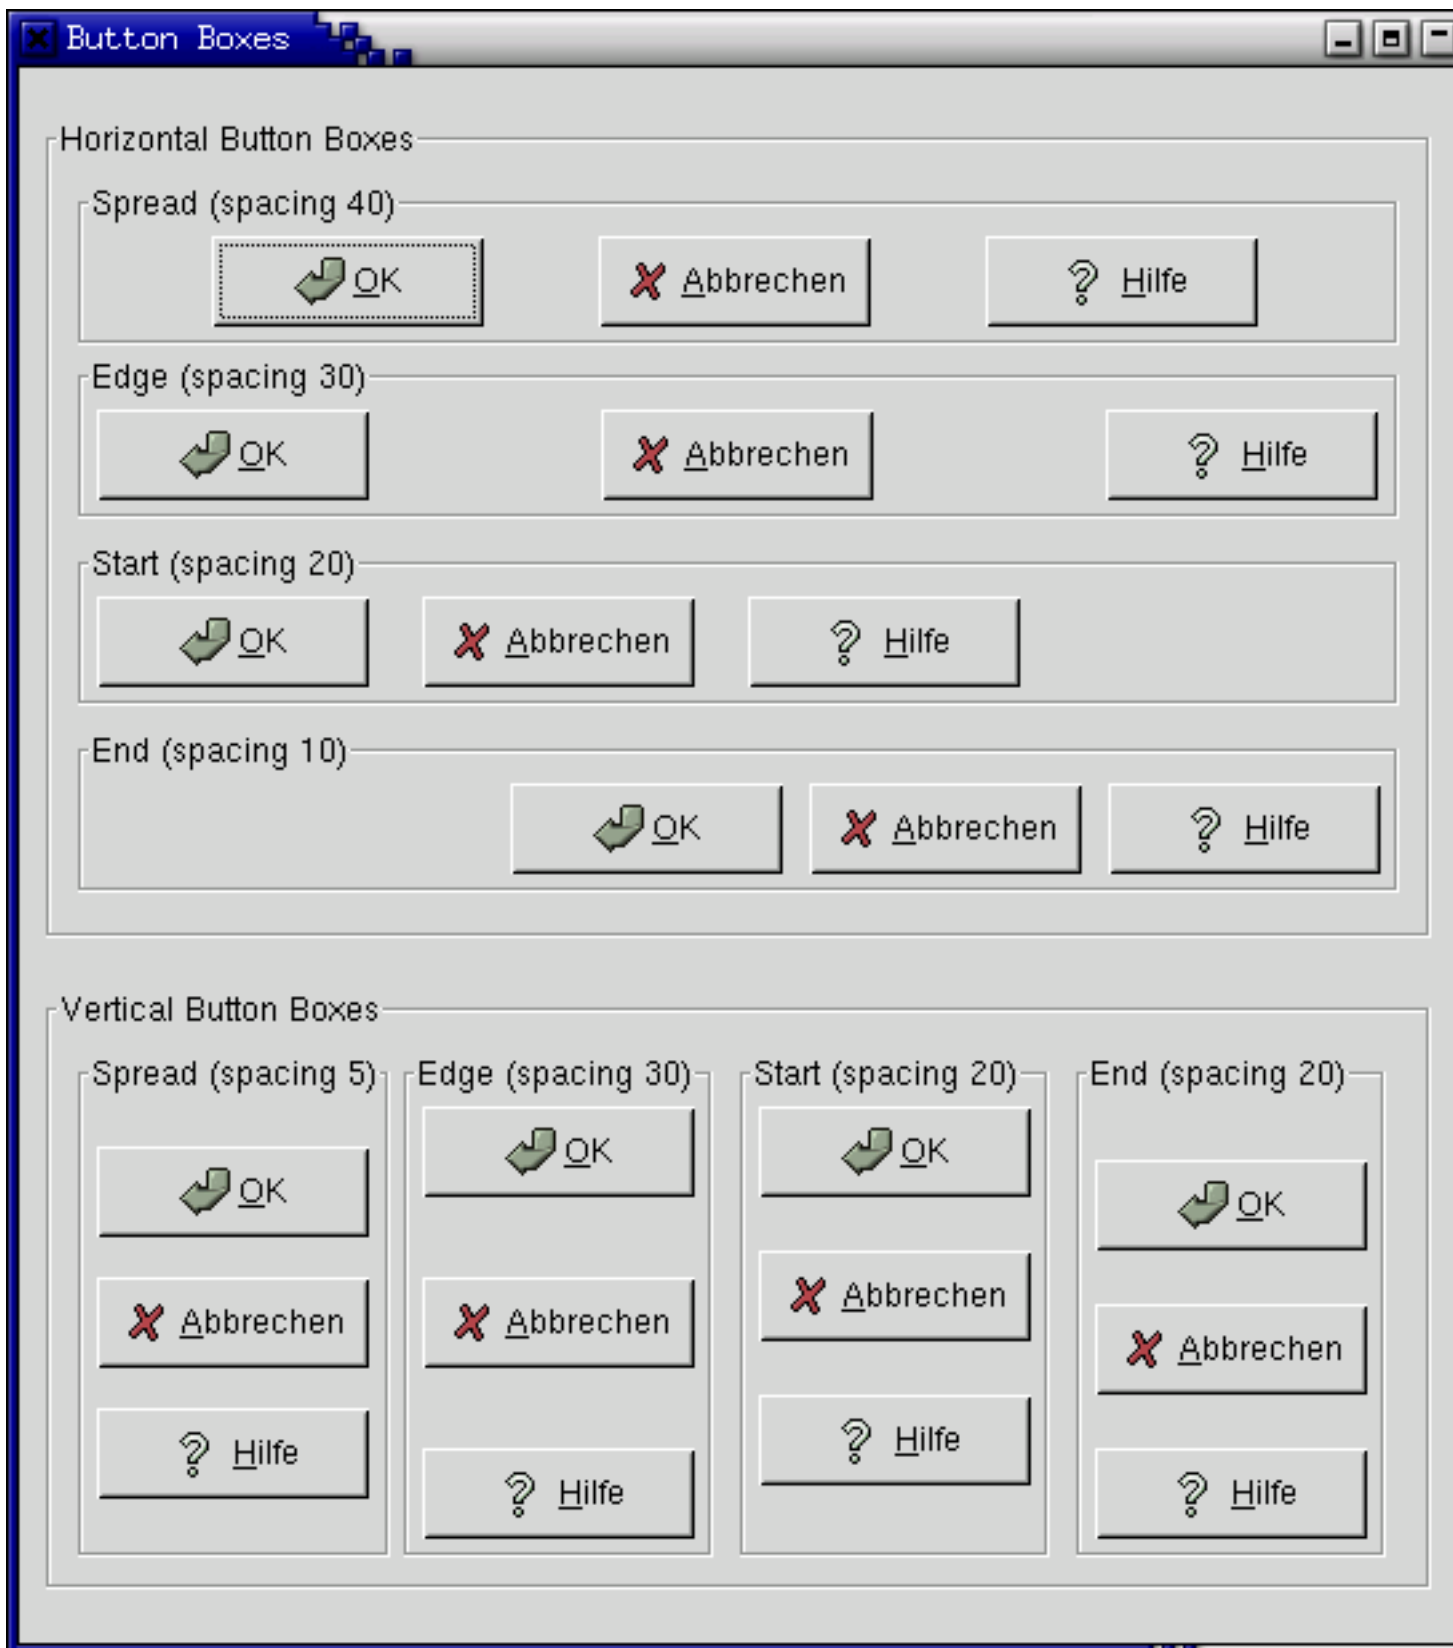 Button Boxes
Horizontal Button Boxes
Spread (spacing 40)
OK Abbrechen Hilfe
Edge (spacing 30)
OK Abbrechen Hilfe
Start (spacing 20)
OK Abbrechen Hilfe
End (spacing 10)
OK Abbrechen Hilfe
Vertical Button Boxes
Spread (spacing 5)
OK
Abbrechen
Hilfe
Edge (spacing 30)
OK
Abbrechen
Hilfe
Start (spacing 20)
OK
Abbrechen
Hilfe
End (spacing 20)
OK
Abbrechen
Hilfe